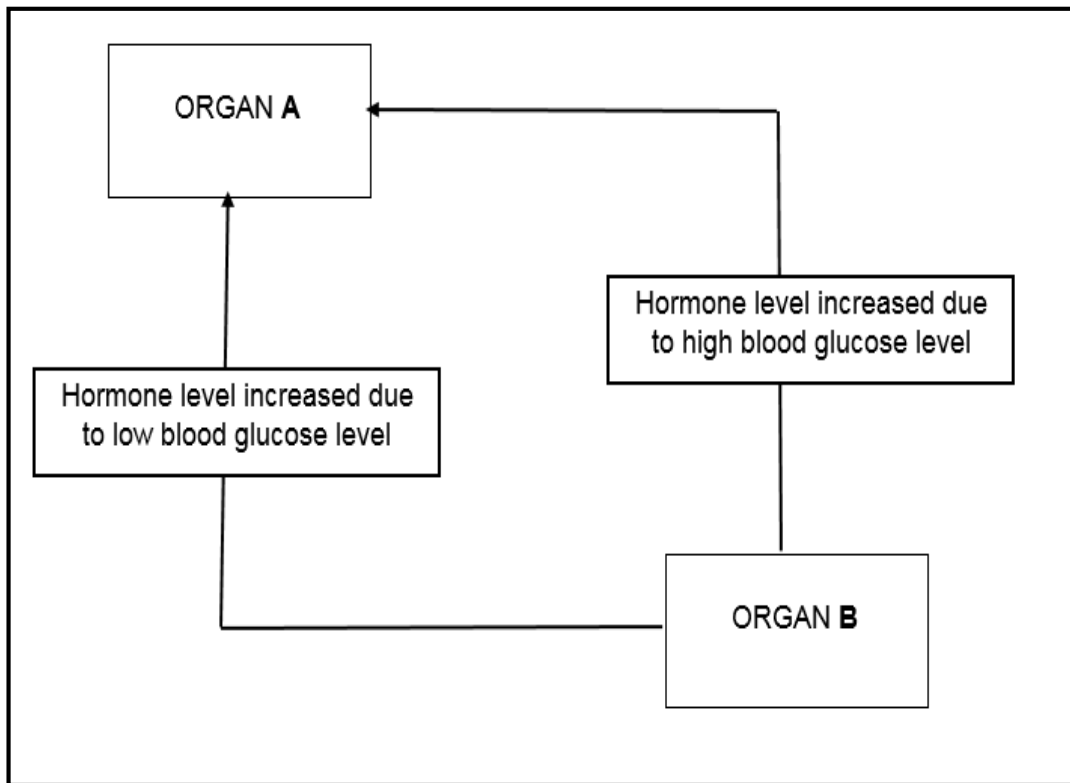 ORGAN A
Hormone level increased due
to high blood glucose level
Hormone level increased due
to low blood glucose level
ORGAN B